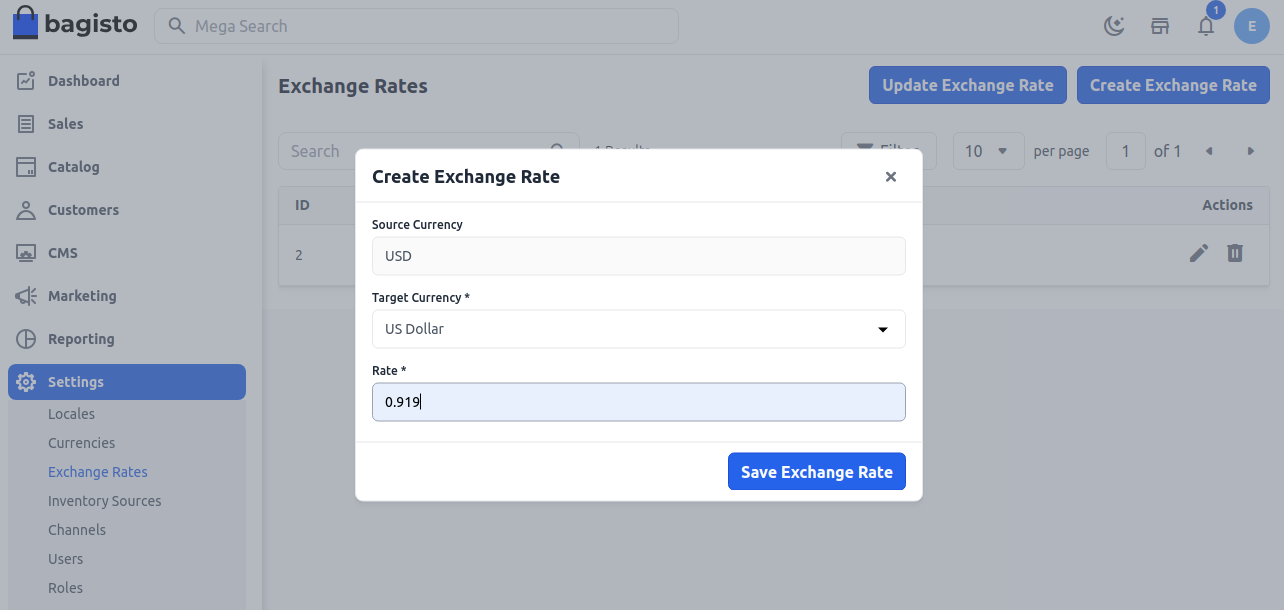 bagisto
Mega Search
1
E
Dashboard
Sales
Catalog
Customers
CMS
Marketing
Reporting
Settings
Locales
Currencies
Exchange Rates
Inventory Sources
Channels
Users
Roles
Exchange Rates
Update Exchange Rate
Create Exchange Rate
Search
1 Results
Filter
10
per page
1
of 1
ID
Actions
2
Create Exchange Rate
Source Currency
USD
Target Currency *
US Dollar
Rate *
0.919
Save Exchange Rate